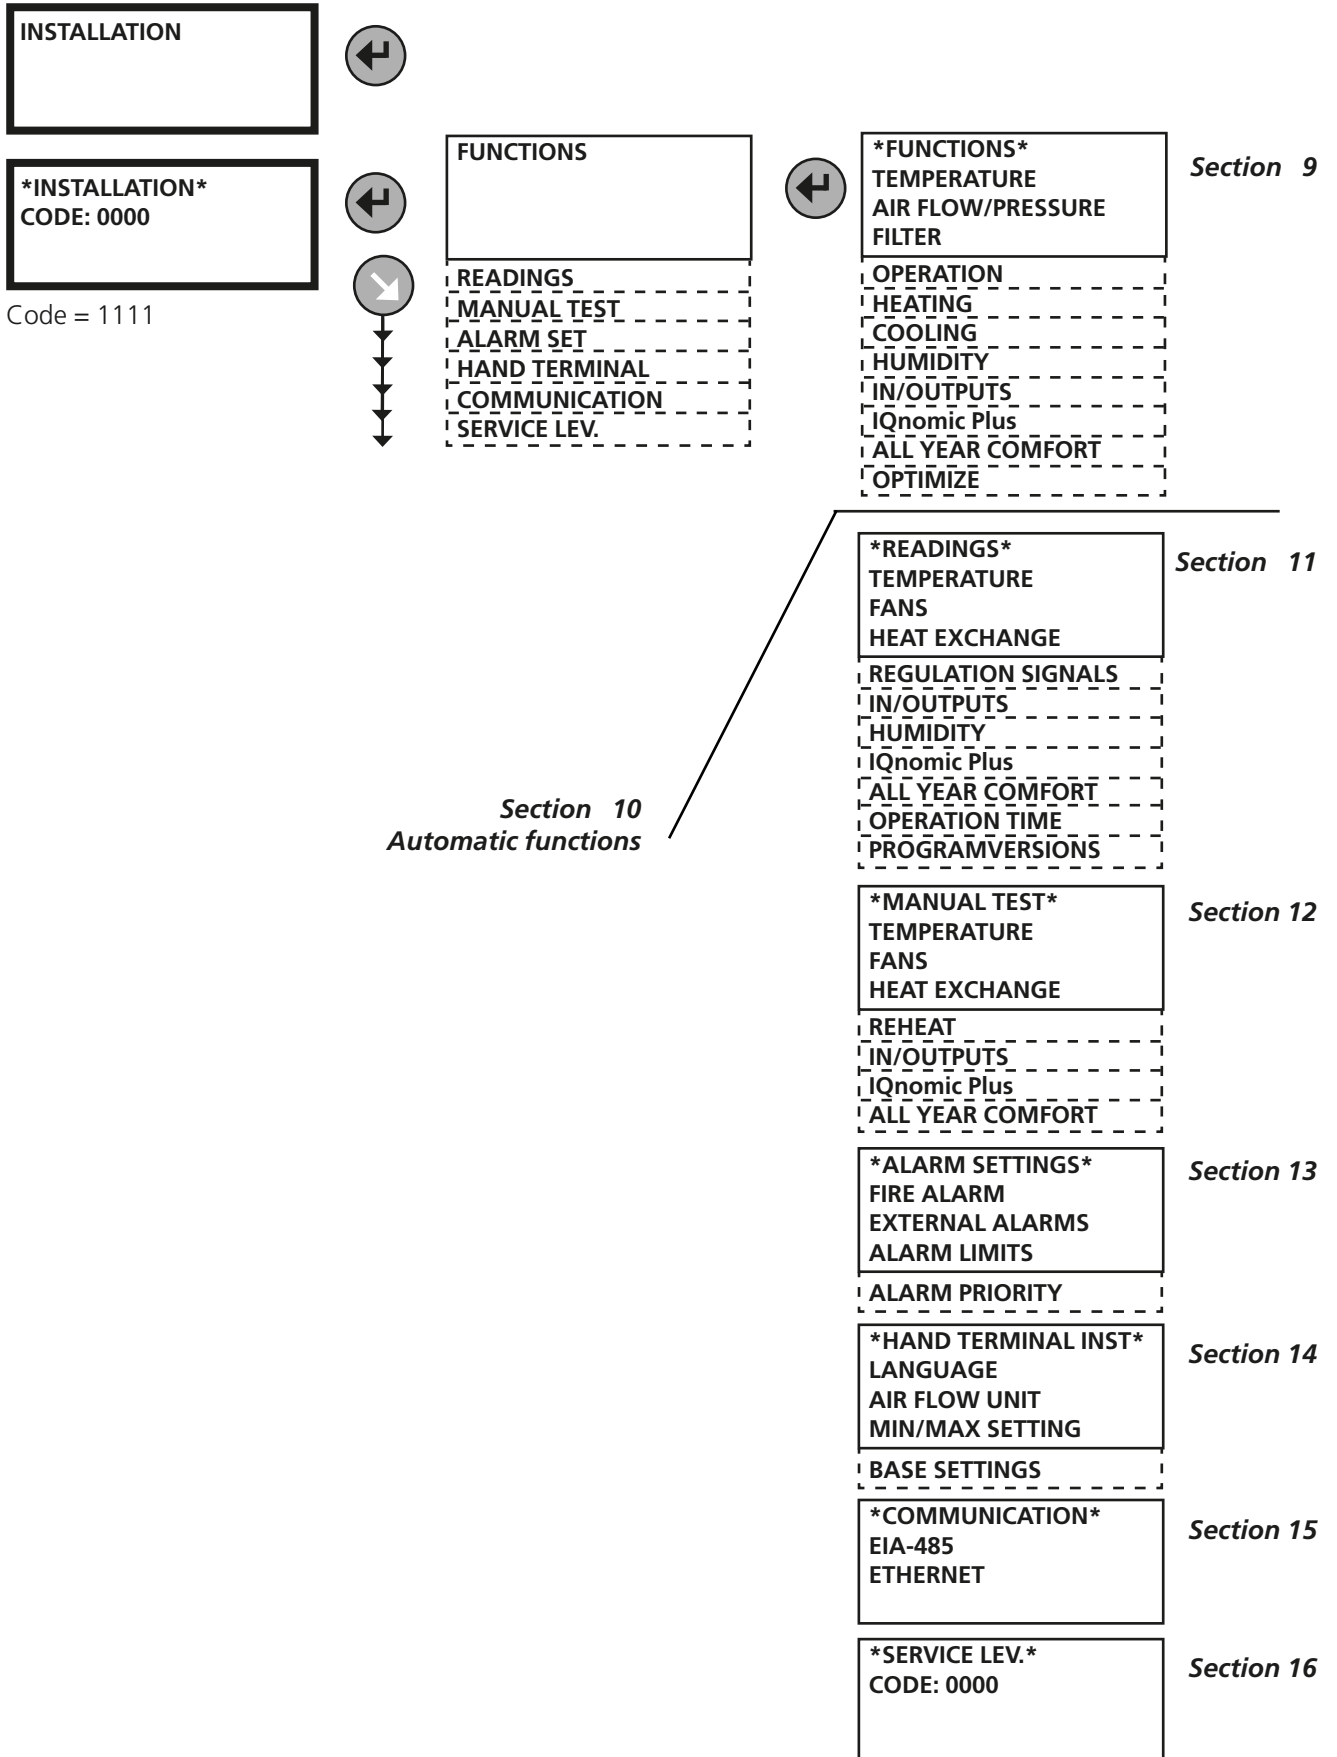 INSTALLATION
*INSTALLATION*
CODE: 0000
Code = 1111
FUNCTIONS
READINGS
MANUAL TEST
ALARM SET
HAND TERMINAL
COMMUNICATION
SERVICE LEV.
*FUNCTIONS*
TEMPERATURE
AIR FLOW/PRESSURE
FILTER
OPERATION
HEATING
COOLING
HUMIDITY
IN/OUTPUTS
IQnomic Plus
ALL YEAR COMFORT
OPTIMIZE
Section 9
Section 10
Automatic functions
*READINGS*
TEMPERATURE
FANS
HEAT EXCHANGE
REGULATION SIGNALS
IN/OUTPUTS
HUMIDITY
IQnomic Plus
ALL YEAR COMFORT
OPERATION TIME
PROGRAMVERSIONS
Section 11
*MANUAL TEST*
TEMPERATURE
FANS
HEAT EXCHANGE
REHEAT
IN/OUTPUTS
IQnomic Plus
ALL YEAR COMFORT
Section 12
*ALARM SETTINGS*
FIRE ALARM
EXTERNAL ALARMS
ALARM LIMITS
ALARM PRIORITY
Section 13
*HAND TERMINAL INST*
LANGUAGE
AIR FLOW UNIT
MIN/MAX SETTING
BASE SETTINGS
Section 14
*COMMUNICATION*
EIA-485
ETHERNET
Section 15
*SERVICE LEV.*
CODE: 0000
Section 16